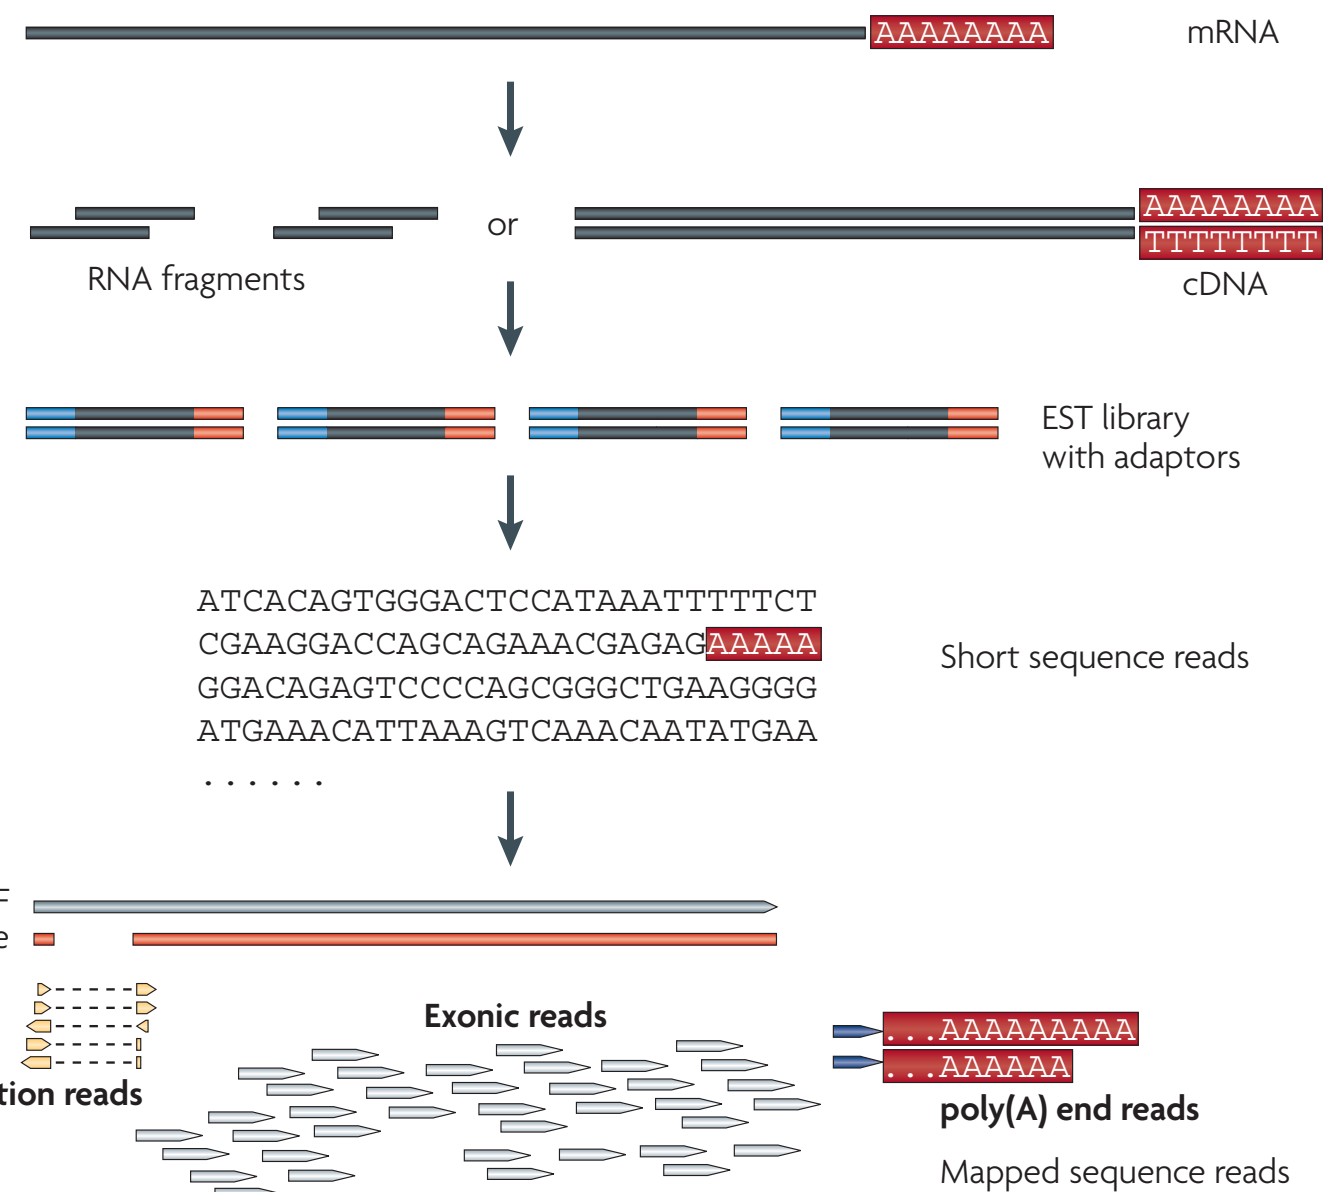 AAAAAAAA mRNA
AAAAAAAA
or
TTTTTTTT
RNA fragments
cDNA
EST library
with adaptors
ATCACAGTGGGACTCCATAAATTTTTCT
CGAAGGACCAGCAGAAACGAGAGAAAAA
Short sequence reads
GGACAGAGTCCCCAGCGGGCTGAAGGGG
ATGAAACATTAAAGTCAAACAATATGAA
. . . . . .
F
e
Exonic reads
. . .AAAAAAAAA
. . .AAAAAA
tion reads
poly(A) end reads
Mapped sequence reads